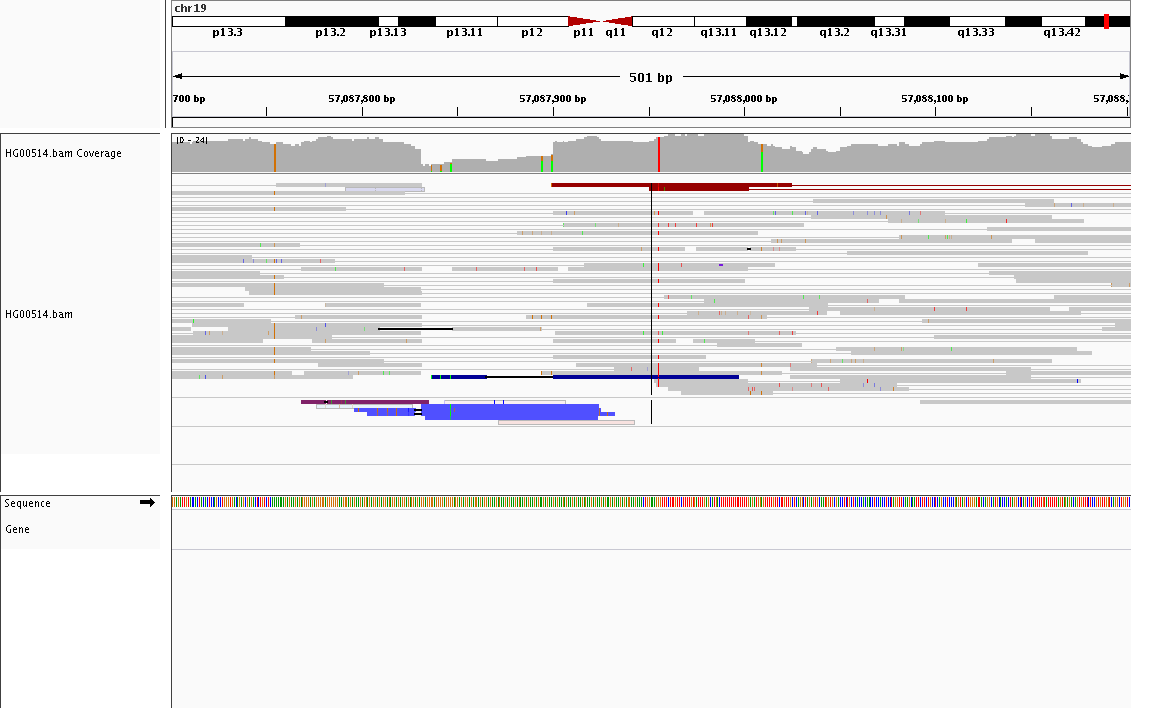 chr19
p13.3 p13.2 p13.13 p13.11 p12 p11 q11 q12 q13.11 q13.12 q13.2 q13.31 q13.33 q13.42
501 bp
700 bp 57,087,800 bp 57,087,900 bp 57,088,000 bp 57,088,100 bp 57,088,
HG00514.bam Coverage
[0 - 24]
HG00514.bam
Sequence
Gene